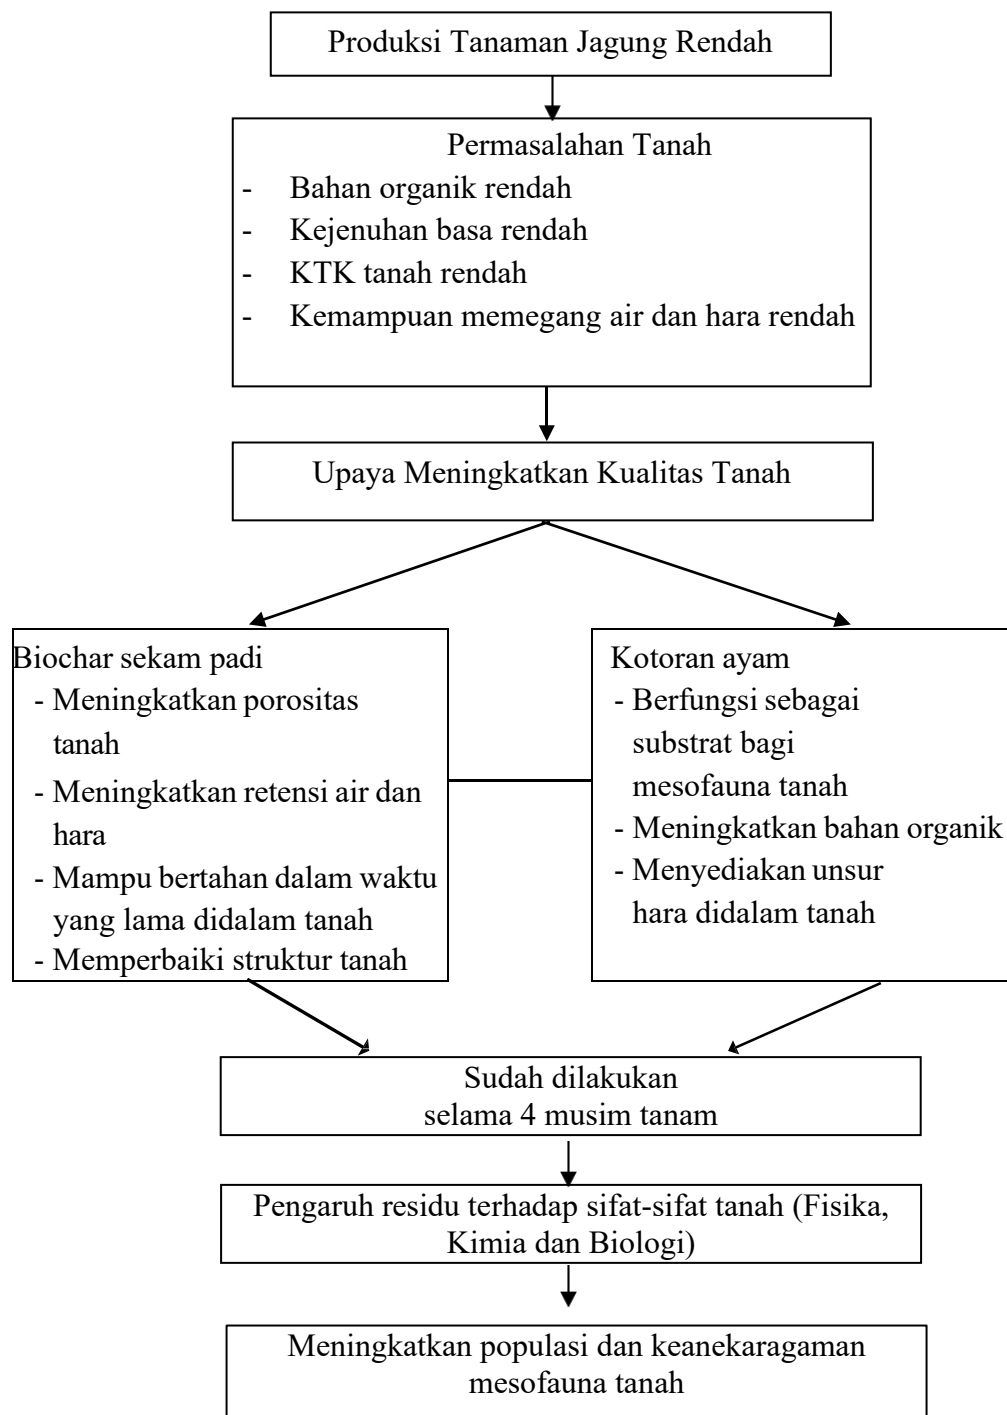 Produksi Tanaman Jagung Rendah
Permasalahan Tanah
- Bahan organik rendah
- Kejenuhan basa rendah
- KTK tanah rendah
- Kemampuan memegang air dan hara rendah
Upaya Meningkatkan Kualitas Tanah
Biochar sekam padi
- Meningkatkan porositas
tanah
- Meningkatkan retensi air dan
hara
- Mampu bertahan dalam waktu
yang lama didalam tanah
- Memperbaiki struktur tanah
Kotoran ayam
- Berfungsi sebagai
substrat bagi
mesofauna tanah
- Meningkatkan bahan organik
- Menyediakan unsur
hara didalam tanah
Sudah dilakukan
selama 4 musim tanam
Pengaruh residu terhadap sifat-sifat tanah (Fisika,
Kimia dan Biologi)
Meningkatkan populasi dan keanekaragaman
mesofauna tanah